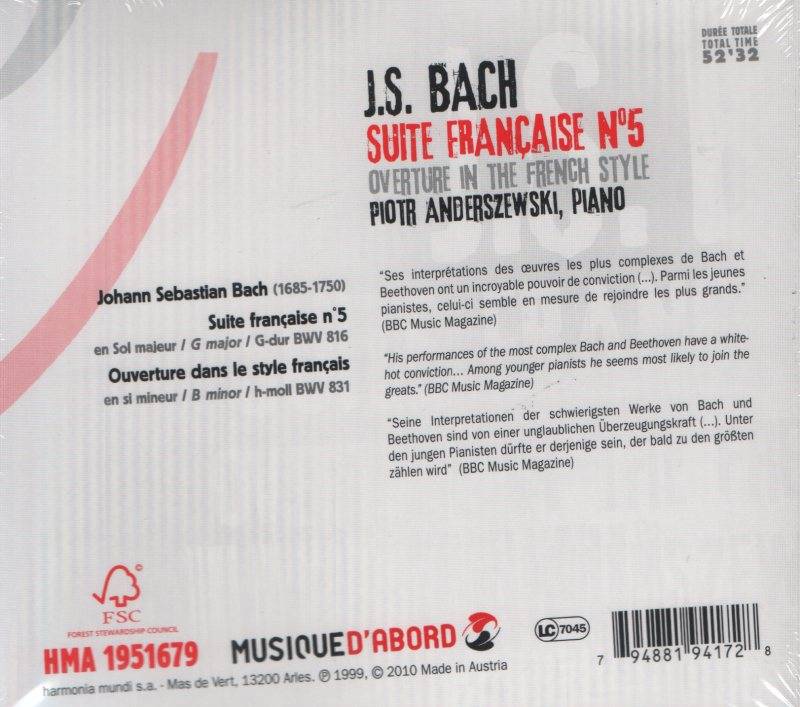 DURÉE TOTALE
TOTAL TIME
52'32
J.S. BACH
SUITE FRANÇAISE Nº5
OVERTURE IN THE FRENCH STYLE
PIOTR ANDERSZEWSKI, PIANO
Johann Sebastian Bach (1685-1750)
Suite française n°5
en Sol majeur / G major / G-dur BWV 816
Ouverture dans le style français
en si mineur / B minor / h-moll BWV 831
“Ses interprétations des œuvres les plus complexes de Bach et
Beethoven ont un incroyable pouvoir de conviction (...). Parmi les jeunes
pianistes, celui-ci semble en mesure de rejoindre les plus grands.”
(BBC Music Magazine)
“His performances of the most complex Bach and Beethoven have a white-
hot conviction... Among younger pianists he seems most likely to join the
greats.” (BBC Music Magazine)
“Seine Interpretationen der schwierigsten Werke von Bach und
Beethoven sind von einer unglaublichen Überzeugungskraft (...). Unter
den jungen Pianisten dürfte er derjenige sein, der bald zu den größten
zählen wird” (BBC Music Magazine)
FSC
FOREST STEWARDSHIP COUNCIL
HMA 1951679
MUSIQUE D'ABORD
LC 7045
7 94881 94172 8
harmonia mundi s.a. - Mas de Vert, 13200 Arles. ℗ 1999, © 2010 Made in Austria